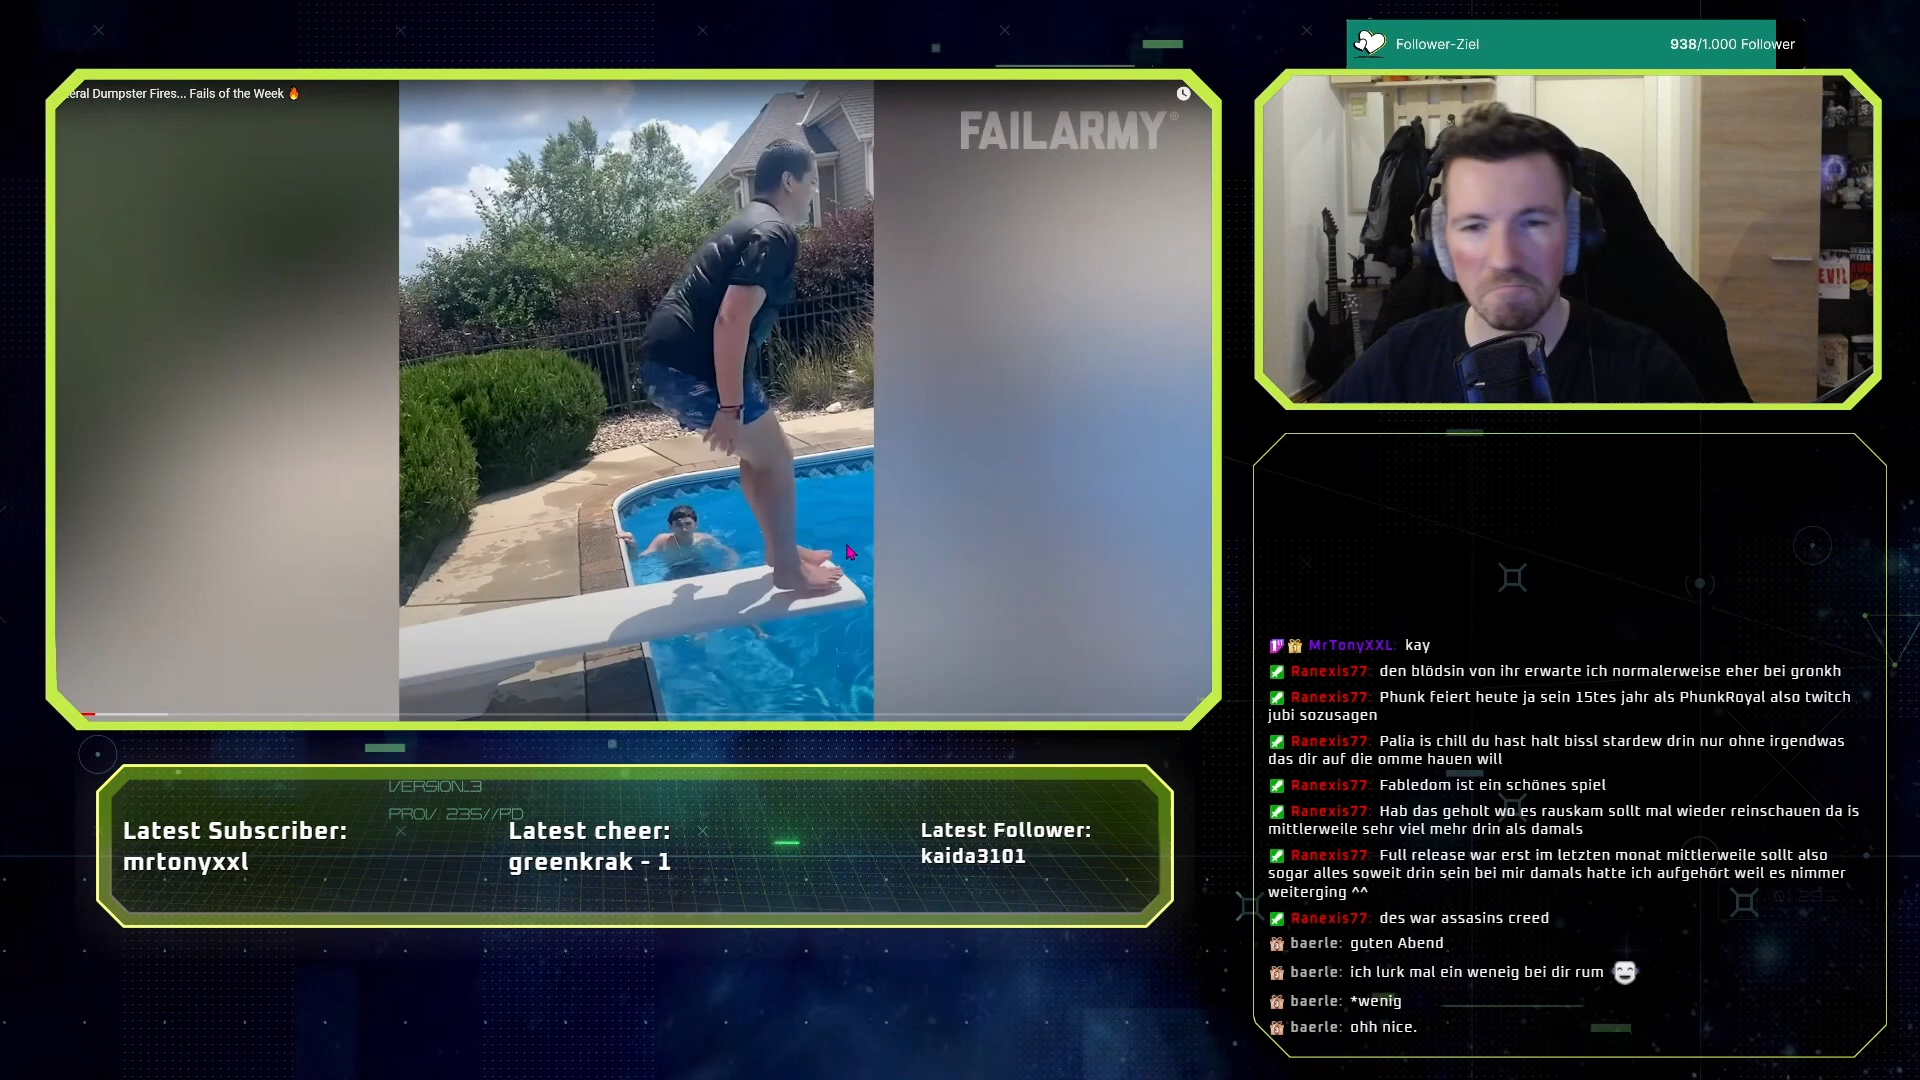 Follower-Ziel
938/1.000 Follower
eral Dumpster Fires... Fails of the Week
FAILARMY®
EVIL
MrTonyXXL: kay
Ranexis77: den blödsin von ihr erwarte ich normalerweise eher bei gronkh
Ranexis77: Phunk feiert heute ja sein 15tes jahr als PhunkRoyal also twitch
jubi sozusagen
Ranexis77: Palia is chill du hast halt bissl stardew drin nur ohne irgendwas
das dir auf die omme hauen will
Ranexis77: Fabledom ist ein schönes spiel
Ranexis77: Hab das geholt wo es rauskam sollt mal wieder reinschauen da is
mittlerweile sehr viel mehr drin als damals
Ranexis77: Full release war erst im letzten monat mittlerweile sollt also
sogar alles soweit drin sein bei mir damals hatte ich aufgehört weil es nimmer
weiterging ^^
Ranexis77: des war assasins creed
baerle: guten Abend
baerle: ich lurk mal ein weneig bei dir rum
baerle: *wenig
baerle: ohh nice.
VERSION_3
PROV. 235//PD
Latest Subscriber:
mrtonyxxl
Latest cheer:
greenkrak - 1
Latest Follower:
kaida3101